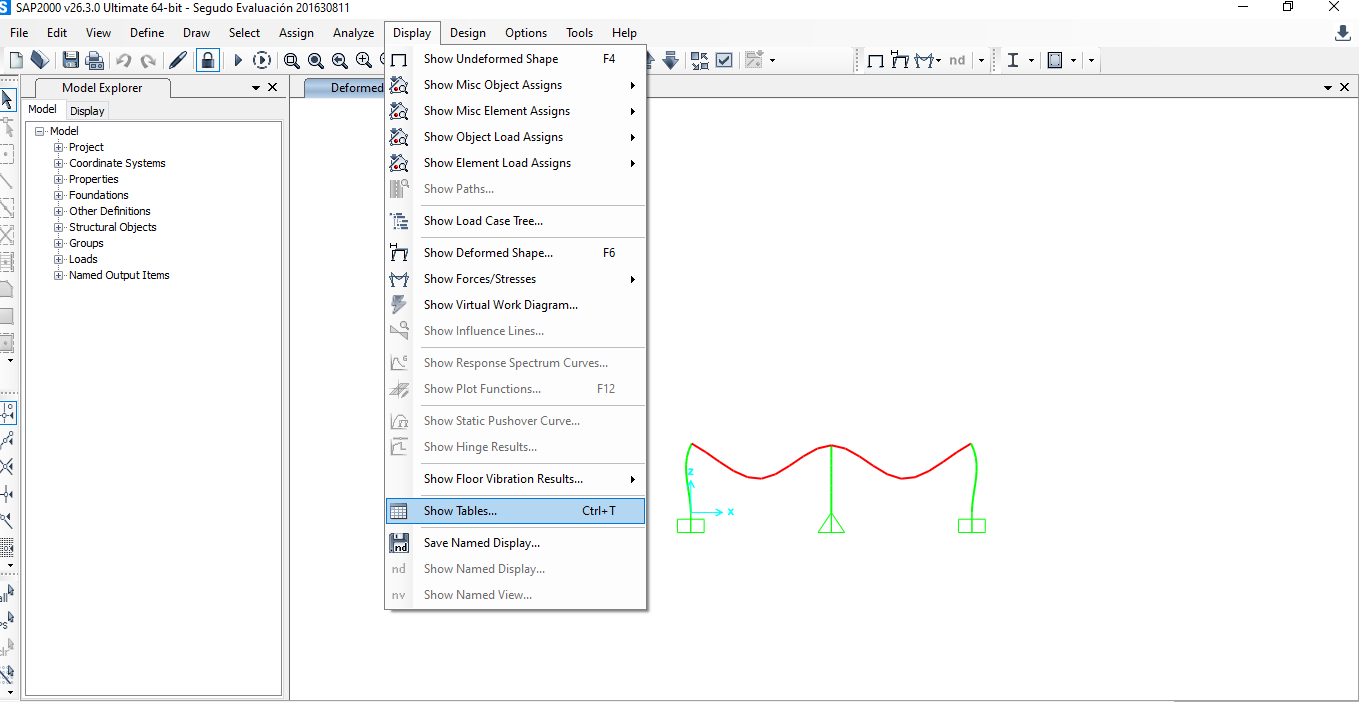 SAP2000 v26.3.0 Ultimate 64-bit - Segudo Evaluación 201630811
File Edit View Define Draw Select Assign Analyze Display Design Options Tools Help
nd
Model Explorer
Deformed
Model Display
Model
Project
Coordinate Systems
Properties
Foundations
Other Definitions
Structural Objects
Groups
Loads
Named Output Items
Show Undeformed Shape F4
Show Misc Object Assigns
Show Misc Element Assigns
Show Object Load Assigns
Show Element Load Assigns
Show Paths...
Show Load Case Tree...
Show Deformed Shape... F6
Show Forces/Stresses
Show Virtual Work Diagram...
Show Influence Lines...
Show Response Spectrum Curves...
Show Plot Functions... F12
Show Static Pushover Curve...
Show Hinge Results...
Show Floor Vibration Results...
Show Tables... Ctrl+T
nd Save Named Display...
nd Show Named Display...
nv Show Named View...
Z
X